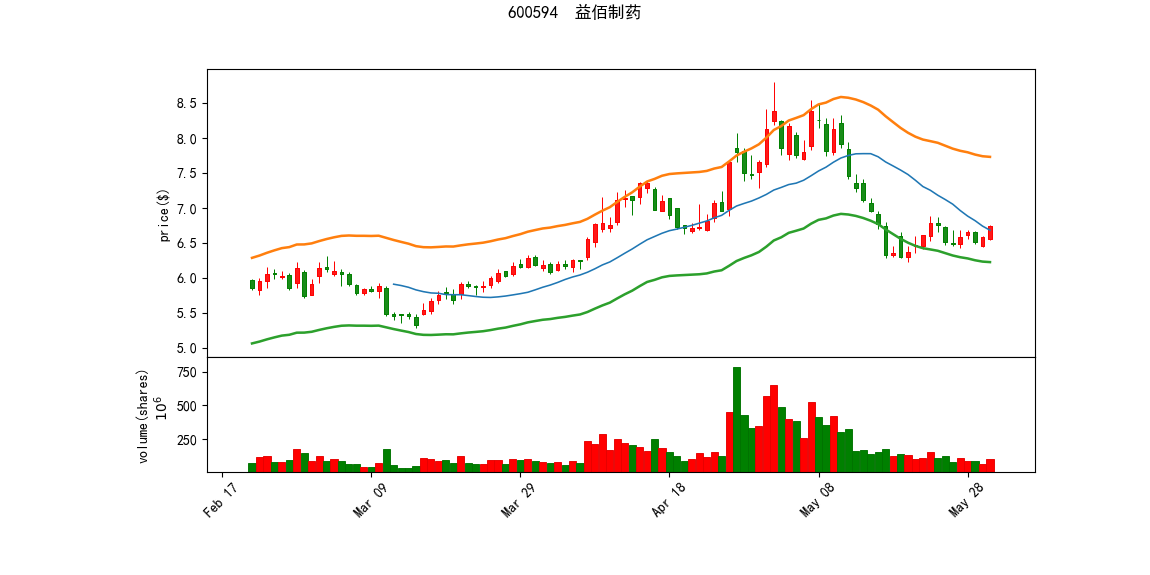 600594 益佰制药
price($)
8.5
8.0
7.5
7.0
6.5
6.0
5.5
5.0
volume(shares)
10^6
750
500
250
Feb 17
Mar 09
Mar 29
Apr 18
May 08
May 28